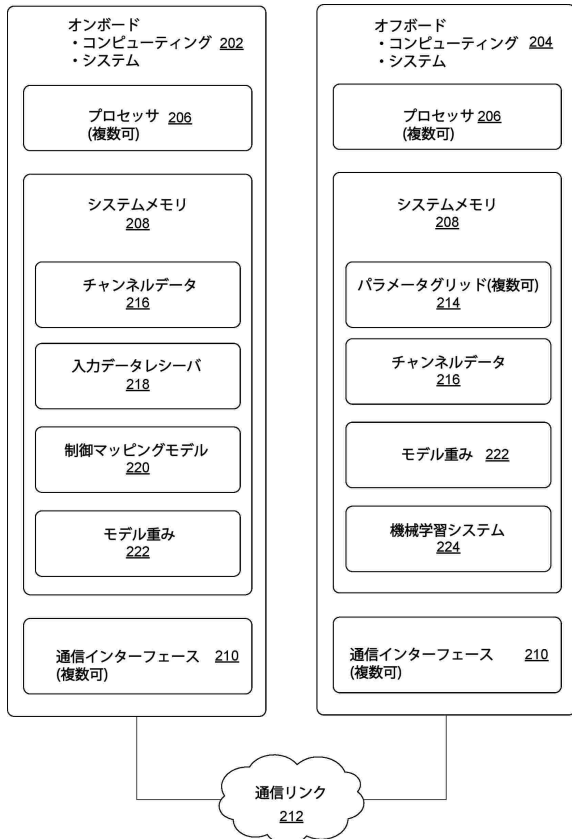 オンボード
・コンピューティング 202
・システム
プロセッサ 206
(複数可)
システムメモリ
208
チャンネルデータ
216
入力データレシーバ
218
制御マッピングモデル
220
モデル重み
222
通信インターフェース 210
(複数可)
オフボード
・コンピューティング 204
・システム
プロセッサ 206
(複数可)
システムメモリ
208
パラメータグリッド(複数可)
214
チャンネルデータ
216
モデル重み 222
機械学習システム
224
通信インターフェース 210
(複数可)
通信リンク
212